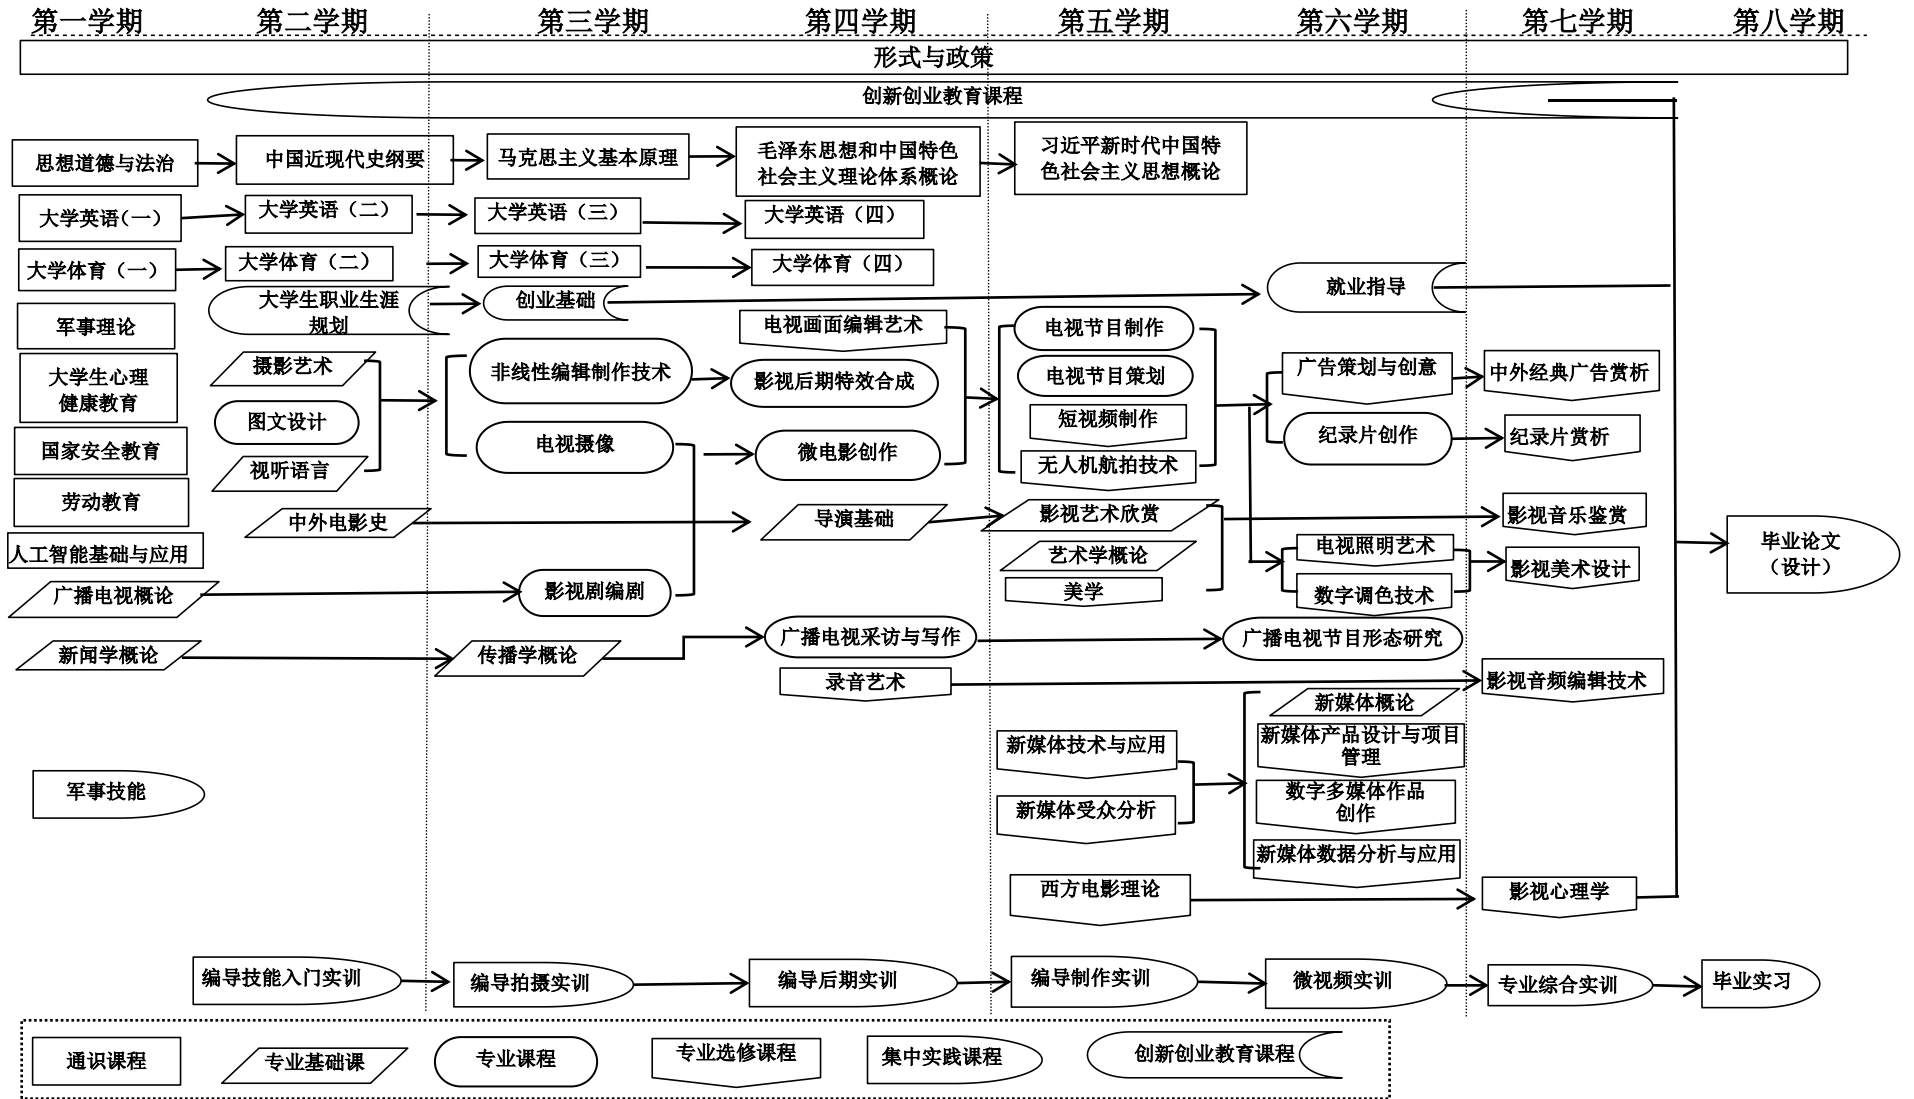 第一学期 第二学期 第三学期 第四学期 第五学期 第六学期 第七学期 第八学期
形式与政策
创新创业教育课程
思想道德与法治
中国近现代史纲要
马克思主义基本原理
毛泽东思想和中国特色
社会主义理论体系概论
习近平新时代中国特
色社会主义思想概论
大学英语(一)
大学英语（二）
大学英语（三）
大学英语（四）
大学体育（一）
大学体育（二）
大学体育（三）
大学体育（四）
大学生职业生涯
规划
创业基础
就业指导
军事理论
大学生心理
健康教育
国家安全教育
劳动教育
人工智能基础与应用
广播电视概论
新闻学概论
军事技能
摄影艺术
图文设计
视听语言
中外电影史
非线性编辑制作技术
电视摄像
影视剧编剧
传播学概论
电视画面编辑艺术
影视后期特效合成
微电影创作
导演基础
广播电视采访与写作
录音艺术
电视节目制作
电视节目策划
短视频制作
无人机航拍技术
影视艺术欣赏
艺术学概论
美学
新媒体技术与应用
新媒体受众分析
西方电影理论
广告策划与创意
纪录片创作
电视照明艺术
数字调色技术
广播电视节目形态研究
新媒体概论
新媒体产品设计与项目
管理
数字多媒体作品
创作
新媒体数据分析与应用
中外经典广告赏析
纪录片赏析
影视音乐鉴赏
影视美术设计
影视音频编辑技术
影视心理学
毕业论文
（设计）
编导技能入门实训
编导拍摄实训
编导后期实训
编导制作实训
微视频实训
专业综合实训
毕业实习
通识课程
专业基础课
专业课程
专业选修课程
集中实践课程
创新创业教育课程